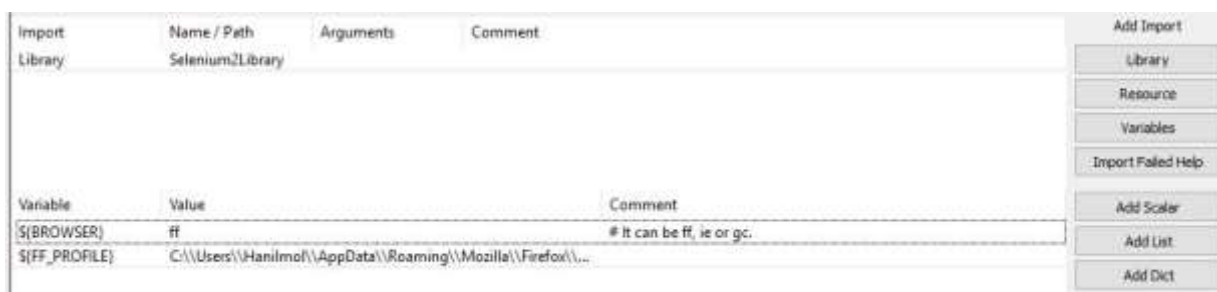 Import Name / Path Arguments Comment
Library Selenium2Library
Add Import
Library
Resource
Variables
Import Failed Help
Variable Value Comment
${BROWSER} ff # It can be ff, ie or gc.
${FF_PROFILE} C:\\Users\\Hanilmol\\AppData\\Roaming\\Mozilla\\Firefox\\...
Add Scalar
Add List
Add Dict